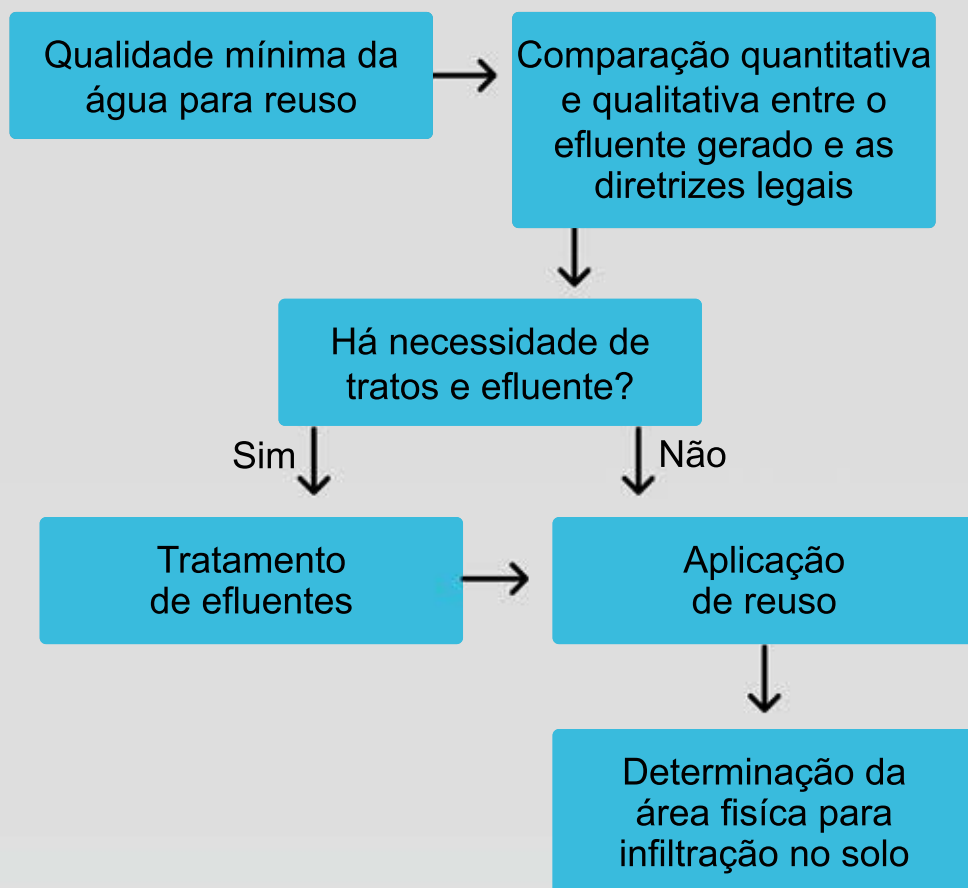 Qualidade mínima da
água para reuso
Comparação quantitativa
e qualitativa entre o
efluente gerado e as
diretrizes legais
Há necessidade de
tratos e efluente?
Sim
Não
Tratamento
de efluentes
Aplicação
de reuso
Determinação da
área fisíca para
infiltração no solo